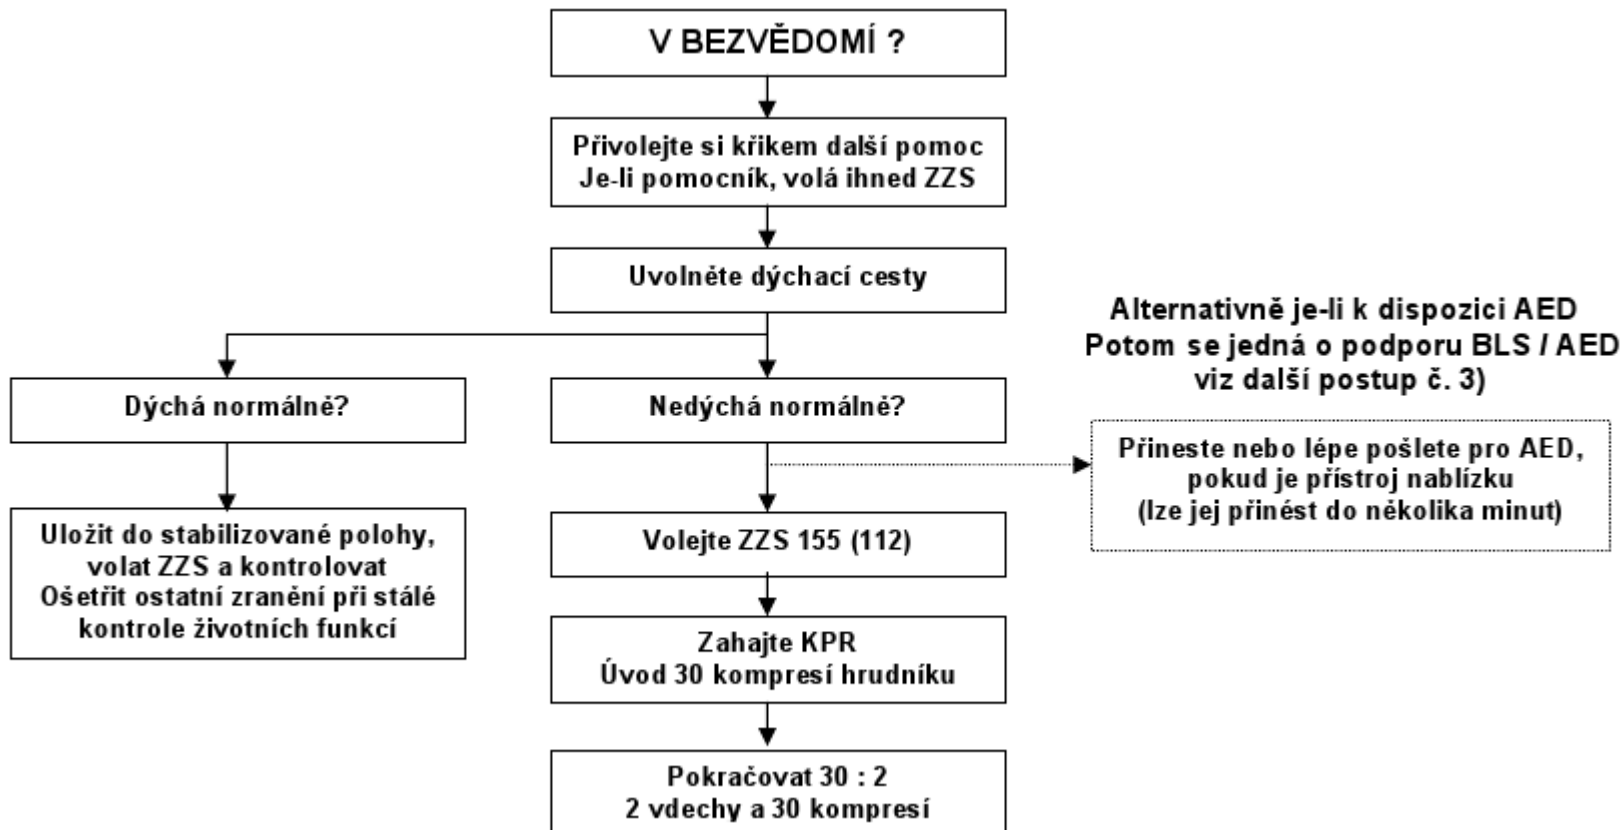 V BEZVĚDOMÍ ?
Přivolejte si křikem další pomoc
Je-li pomocník, volá ihned ZZS
Uvolněte dýchací cesty
Alternativně je-li k dispozici AED
Potom se jedná o podporu BLS / AED
viz další postup č. 3)
Dýchá normálně?
Nedýchá normálně?
Přineste nebo lépe pošlete pro AED,
pokud je přístroj nablízku
(lze jej přinést do několika minut)
Uložit do stabilizované polohy,
volat ZZS a kontrolovat
Ošetřit ostatní zranění při stálé
kontrole životních funkcí
Volejte ZZS 155 (112)
Zahajte KPR
Úvod 30 kompresí hrudníku
Pokračovat 30 : 2
2 vdechy a 30 kompresí